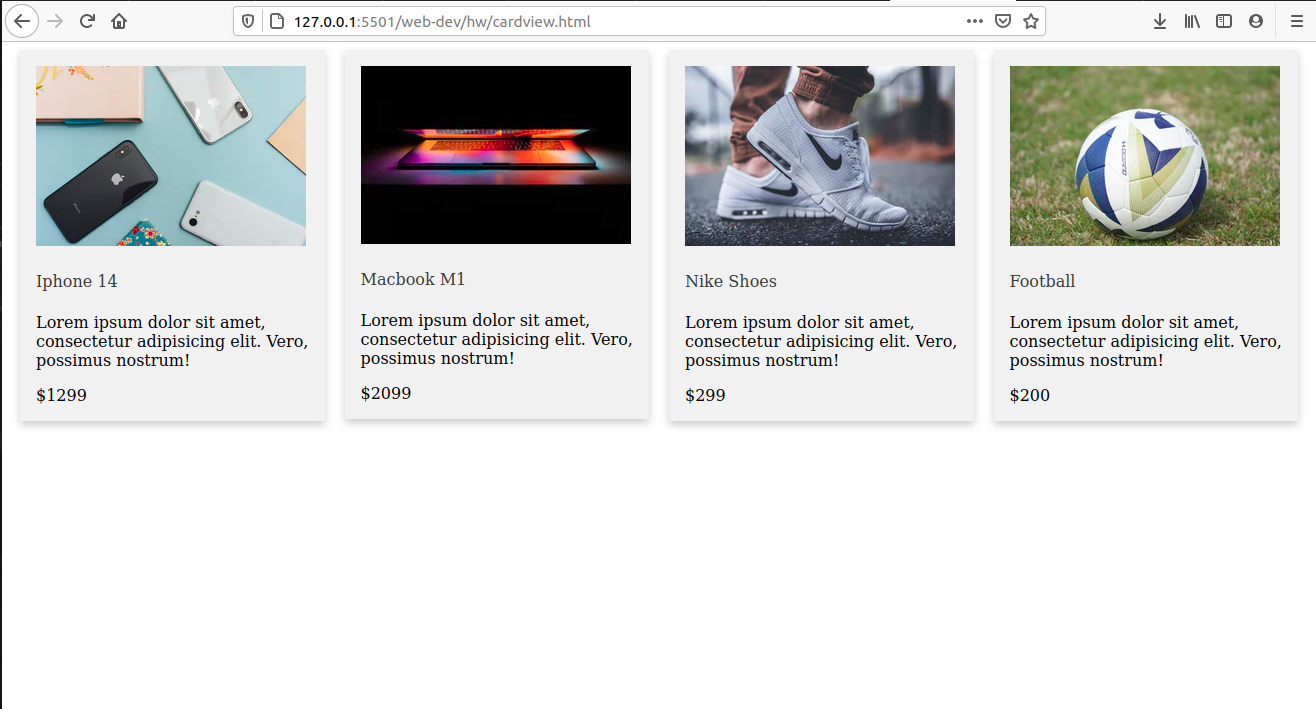 127.0.0.1:5501/web-dev/hw/cardview.html
Iphone 14
Lorem ipsum dolor sit amet,
consectetur adipisicing elit. Vero,
possimus nostrum!
$1299
Macbook M1
Lorem ipsum dolor sit amet,
consectetur adipisicing elit. Vero,
possimus nostrum!
$2099
Nike Shoes
Lorem ipsum dolor sit amet,
consectetur adipisicing elit. Vero,
possimus nostrum!
$299
Football
Lorem ipsum dolor sit amet,
consectetur adipisicing elit. Vero,
possimus nostrum!
$200